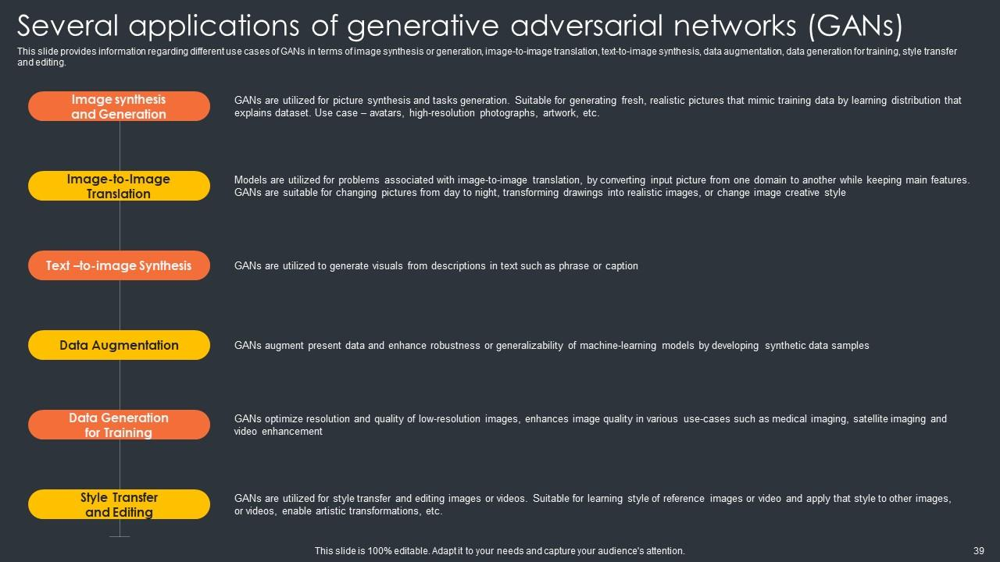 Several applications of generative adversarial networks (GANs)
This slide provides information regarding different use cases of GANs in terms of image synthesis or generation, image-to-image translation, text-to-image synthesis, data augmentation, data generation for training, style transfer
and editing.
Image synthesis
and Generation
GANs are utilized for picture synthesis and tasks generation. Suitable for generating fresh, realistic pictures that mimic training data by learning distribution that
explains dataset. Use case – avatars, high-resolution photographs, artwork, etc.
Image-to-Image
Translation
Models are utilized for problems associated with image-to-image translation, by converting input picture from one domain to another while keeping main features.
GANs are suitable for changing pictures from day to night, transforming drawings into realistic images, or change image creative style
Text –to-image Synthesis
GANs are utilized to generate visuals from descriptions in text such as phrase or caption
Data Augmentation
GANs augment present data and enhance robustness or generalizability of machine-learning models by developing synthetic data samples
Data Generation
for Training
GANs optimize resolution and quality of low-resolution images, enhances image quality in various use-cases such as medical imaging, satellite imaging and
video enhancement
Style Transfer
and Editing
GANs are utilized for style transfer and editing images or videos. Suitable for learning style of reference images or video and apply that style to other images,
or videos, enable artistic transformations, etc.
This slide is 100% editable. Adapt it to your needs and capture your audience's attention.
39